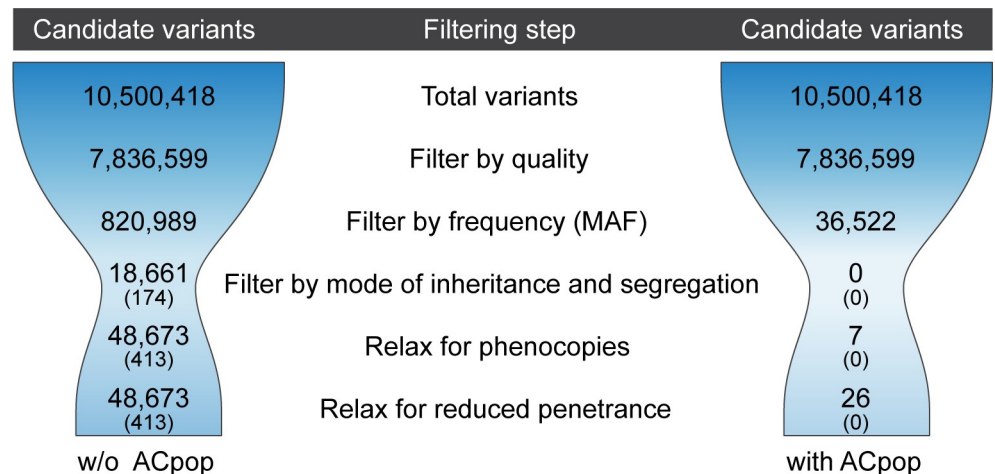 Candidate variants Filtering step Candidate variants
10,500,418 Total variants 10,500,418
7,836,599 Filter by quality 7,836,599
820,989 Filter by frequency (MAF) 36,522
18,661 Filter by mode of inheritance and segregation 0
(174) (0)
48,673 Relax for phenocopies 7
(413) (0)
48,673 Relax for reduced penetrance 26
(413) (0)
w/o ACpop with ACpop